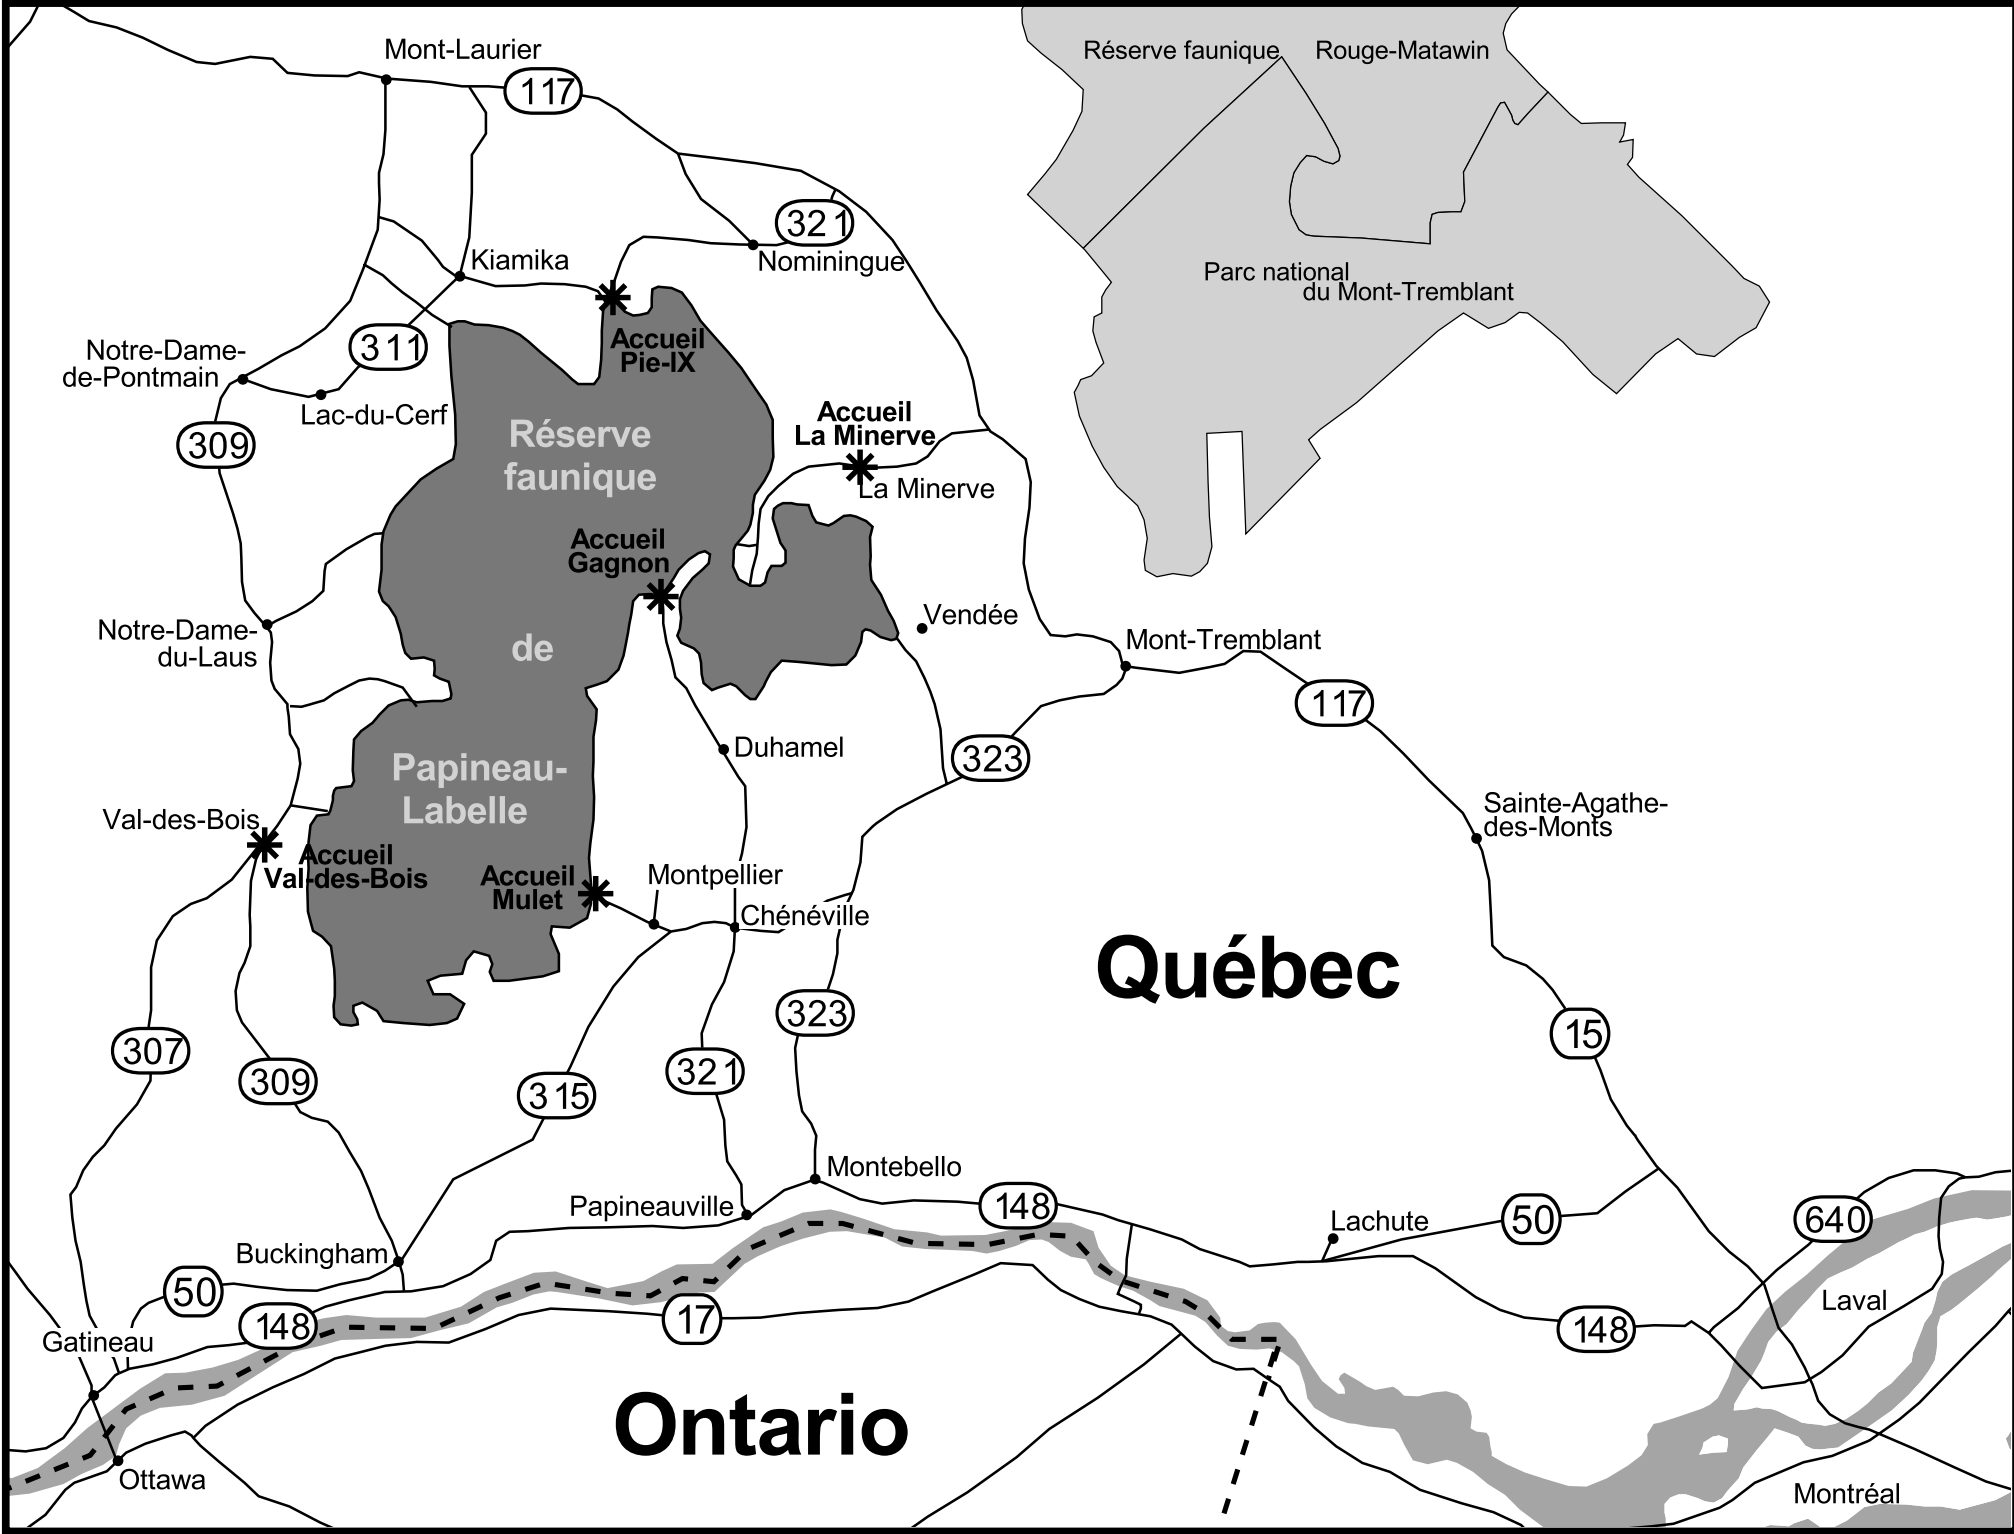 Mont-Laurier
Réserve faunique
Rouge-Matawin
117
321
Kiamika
Nominingue
Parc national
du Mont-Tremblant
Accueil
Pie-IX
311
Notre-Dame-
de-Pontmain
Lac-du-Cerf
309
Réserve
faunique
de
Papineau-
Labelle
Accueil
La Minerve
La Minerve
Accueil
Gagnon
Vendée
Notre-Dame-
du-Laus
Mont-Tremblant
117
323
Duhamel
Sainte-Agathe-
des-Monts
Val-des-Bois
Accueil
Val-des-Bois
Accueil
Mulet
Montpellier
Chénéville
Québec
323
15
307
309
315
321
Montebello
Papineauville
148
Lachute
50
640
Buckingham
50
148
17
Laval
148
Gatineau
Ontario
Ottawa
Montréal